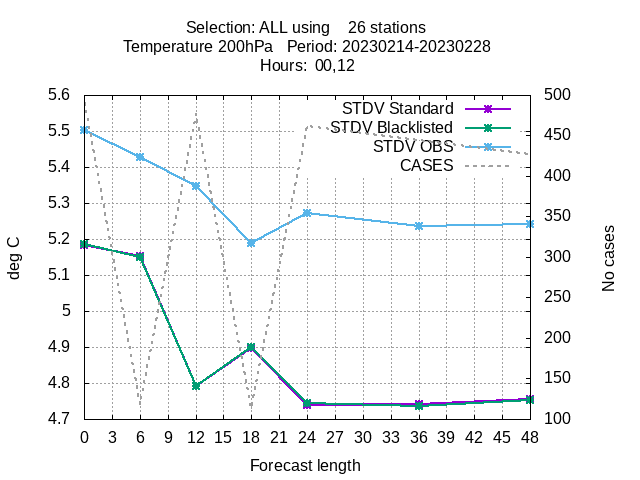 Selection: ALL using    26 stations
Temperature 200hPa   Period: 20230214-20230228
Hours:  00,12
deg C
5.6
5.5
5.4
5.3
5.2
5.1
5
4.9
4.8
4.7
STDV Standard
STDV Blacklisted
STDV OBS
CASES
500
450
400
350
300
250
200
150
100
No cases
0 3 6 9 12 15 18 21 24 27 30 33 36 39 42 45 48
Forecast length